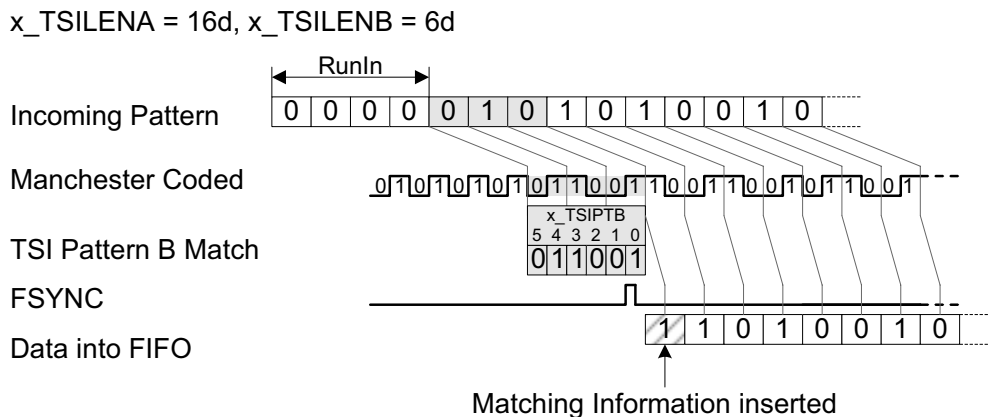 x_TSILENA = 16d, x_TSILENB = 6d
RunIn
Incoming Pattern 0 0 0 0 0 1 0 1 0 1 0 0 1 0
Manchester Coded 0 1 0 1 0 1 0 1 0 1 1 0 0 1 1 0 0 1 1 0 0 1 0 1 1 0 0 1
x_TSIPTB
5 4 3 2 1 0
TSI Pattern B Match 0 1 1 0 0 1
FSYNC
Data into FIFO 1 1 0 1 0 0 1 0
Matching Information inserted